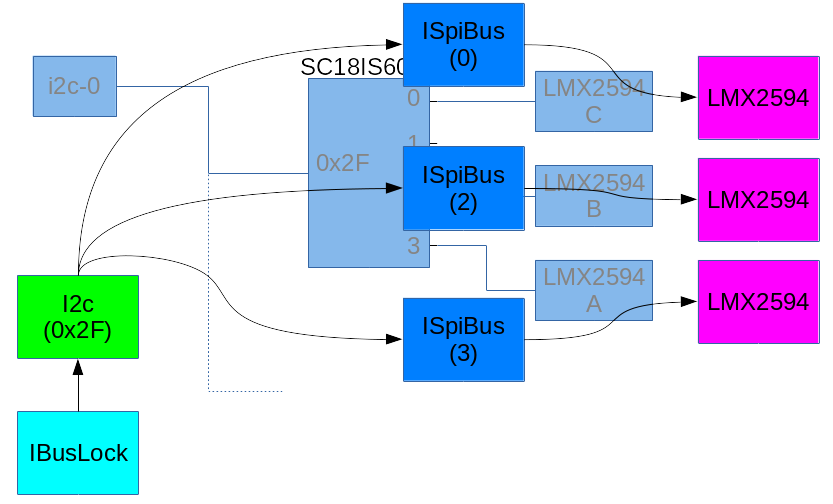 ISpiBus
(0)
SC18IS60
i2c-0
LMX2594
C
LMX2594
0
1
0x2F
ISpiBus
(2)
LMX2594
B
LMX2594
3
LMX2594
A
LMX2594
I2c
(0x2F)
ISpiBus
(3)
IBusLock